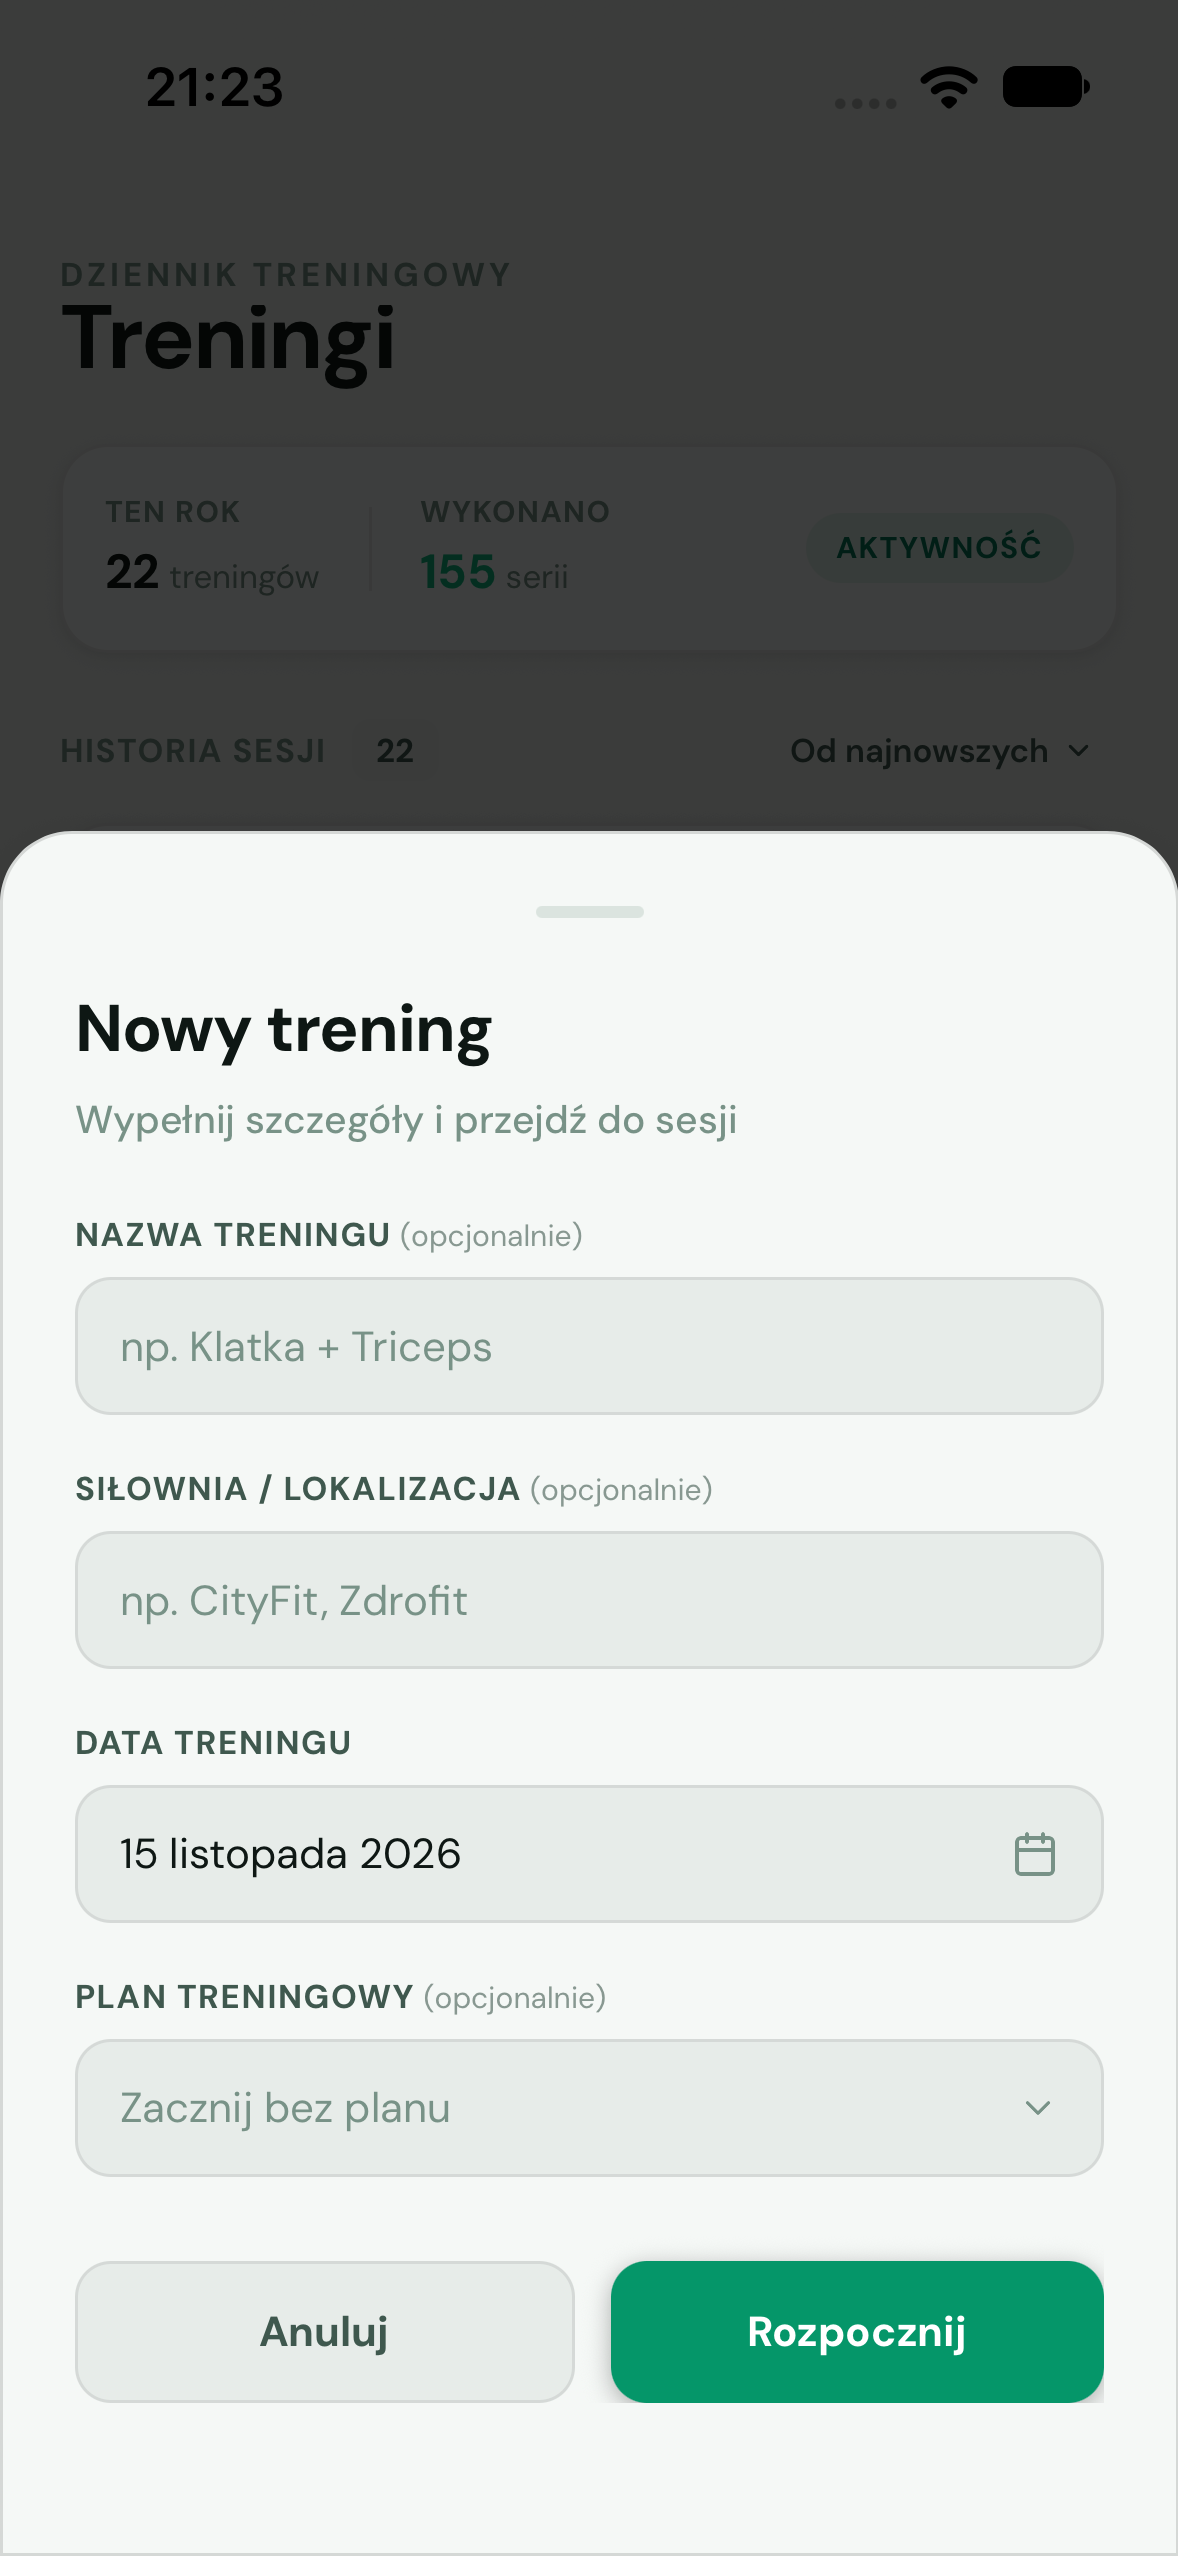 21:23
DZIENNIK TRENINGOWY
Treningi
TEN ROK
22 treningów
WYKONANO
155 serii
AKTYWNOŚĆ
HISTORIA SESJI 22
Od najnowszych
Nowy trening
Wypełnij szczegóły i przejdź do sesji
NAZWA TRENINGU (opcjonalnie)
np. Klatka + Triceps
SIŁOWNIA / LOKALIZACJA (opcjonalnie)
np. CityFit, Zdrofit
DATA TRENINGU
15 listopada 2026
PLAN TRENINGOWY (opcjonalnie)
Zacznij bez planu
Anuluj
Rozpocznij